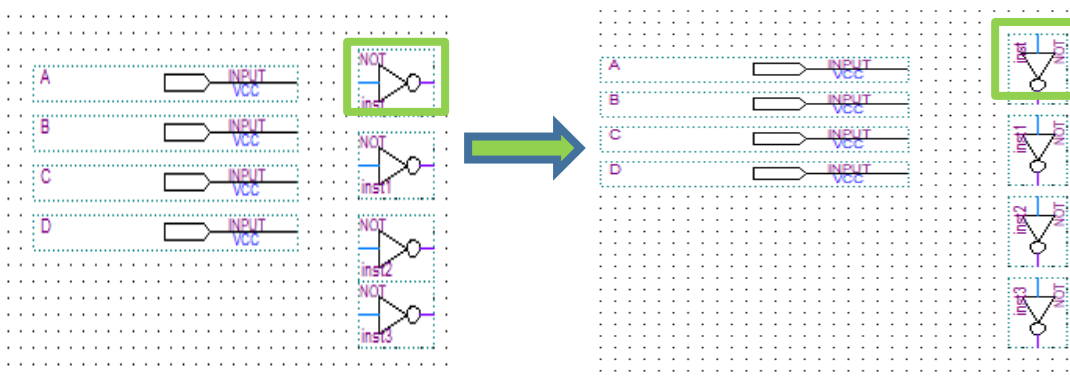 A
INPUT
VCC
B
INPUT
VCC
C
INPUT
VCC
D
INPUT
VCC
NOT
inst
NOT
inst1
NOT
inst2
NOT
inst3
A
INPUT
VCC
B
INPUT
VCC
C
INPUT
VCC
D
INPUT
VCC
inst
NOT
inst1
NOT
inst2
NOT
inst3
NOT